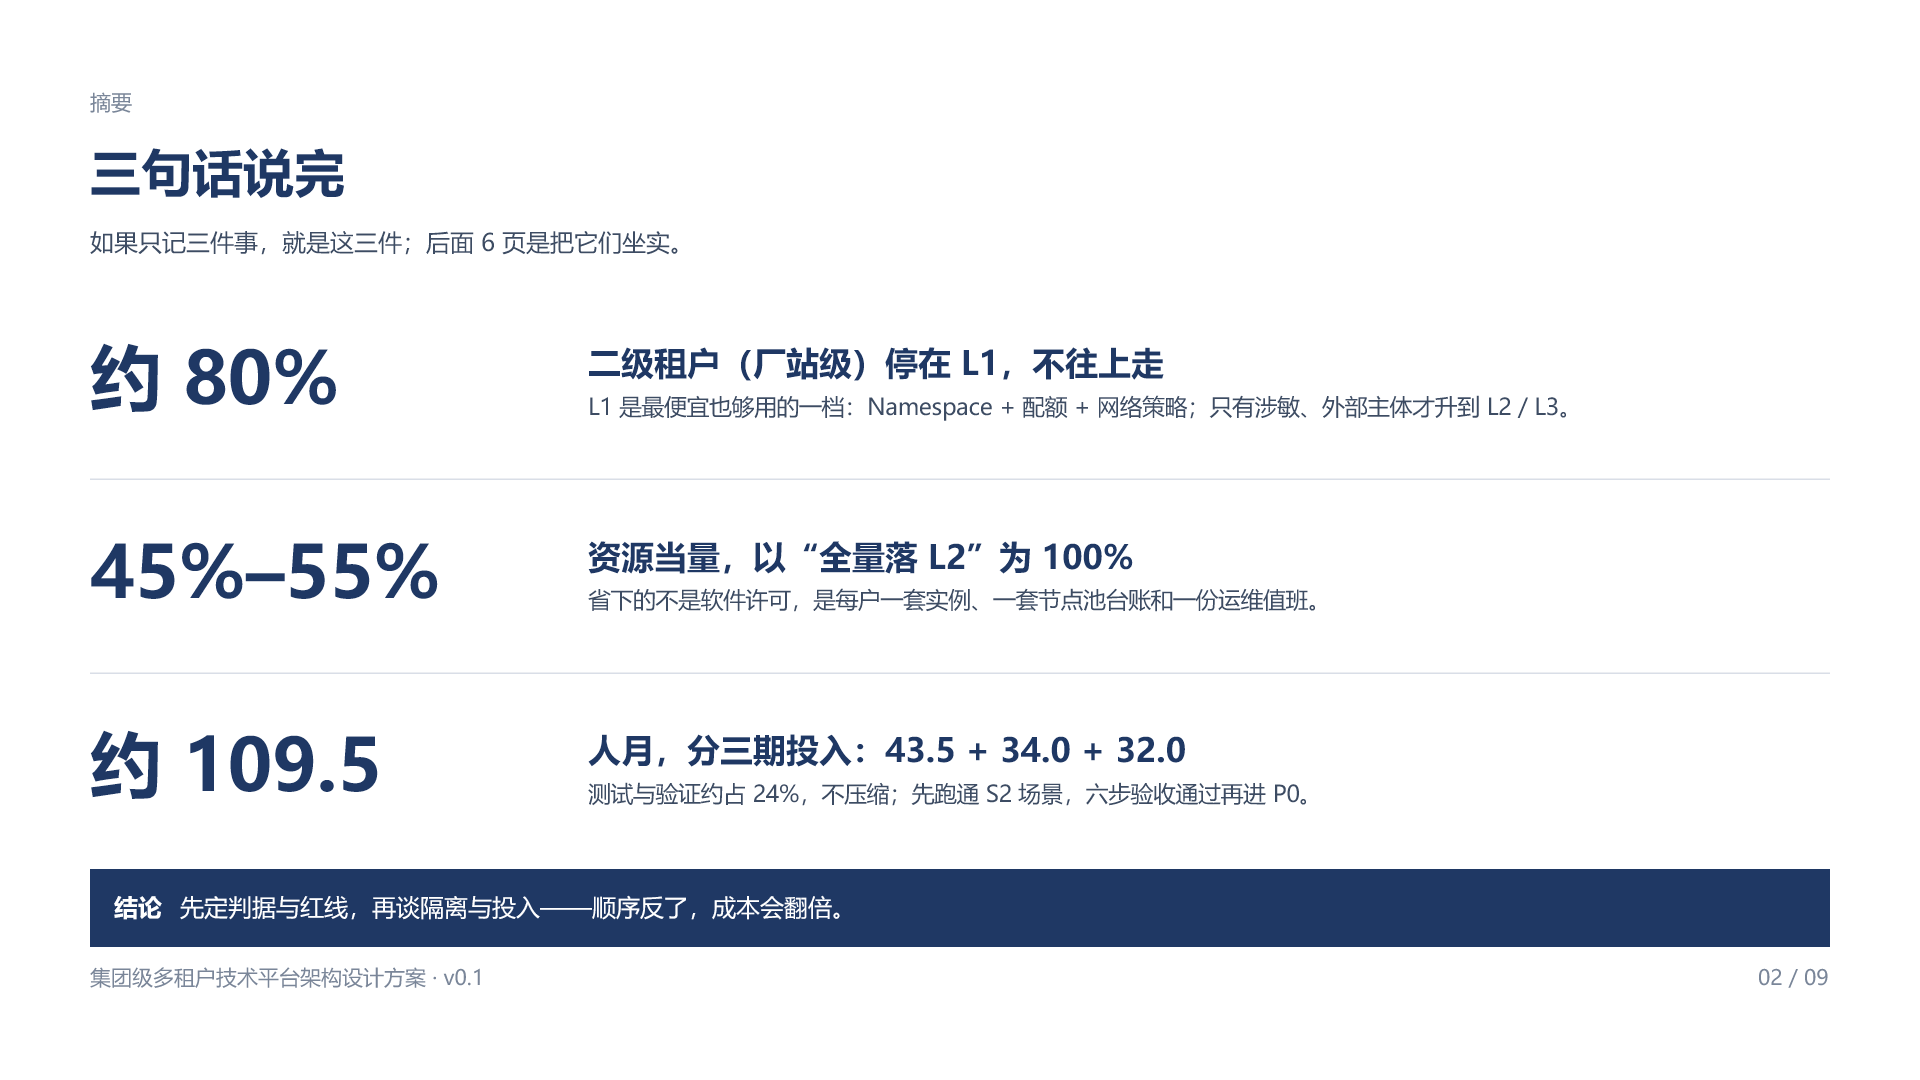 摘要
三句话说完
如果只记三件事，就是这三件；后面 6 页是把它们坐实。
约 80%
二级租户（厂站级）停在 L1，不往上走
L1 是最便宜也够用的一档：Namespace + 配额 + 网络策略；只有涉敏、外部主体才升到 L2 / L3。
45%–55%
资源当量，以“全量落 L2”为 100%
省下的不是软件许可，是每户一套实例、一套节点池台账和一份运维值班。
约 109.5
人月，分三期投入：43.5 + 34.0 + 32.0
测试与验证约占 24%，不压缩；先跑通 S2 场景，六步验收通过再进 P0。
结论 先定判据与红线，再谈隔离与投入——顺序反了，成本会翻倍。
集团级多租户技术平台架构设计方案 · v0.1
02 / 09